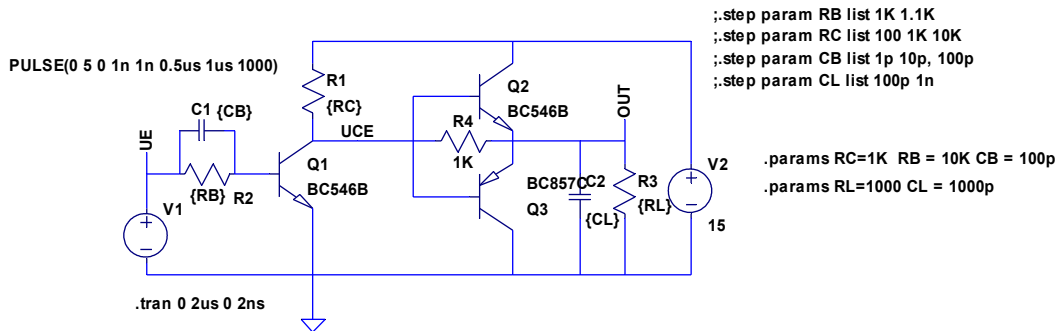 ;.step param RB list 1K 1.1K
;.step param RC list 100 1K 10K
;.step param CB list 1p 10p, 100p
;.step param CL list 100p 1n
PULSE(0 5 0 1n 1n 0.5us 1us 1000)
R1
{RC}
Q2
BC546B
OUT
C1
{CB}
UE
UCE
R4
1K
Q1
BC546B
{RB}
R2
V1
BC857C
Q3
C2
{CL}
R3
{RL}
V2
15
.params RC=1K RB = 10K CB = 100p
.params RL=1000 CL = 1000p
.tran 0 2us 0 2ns